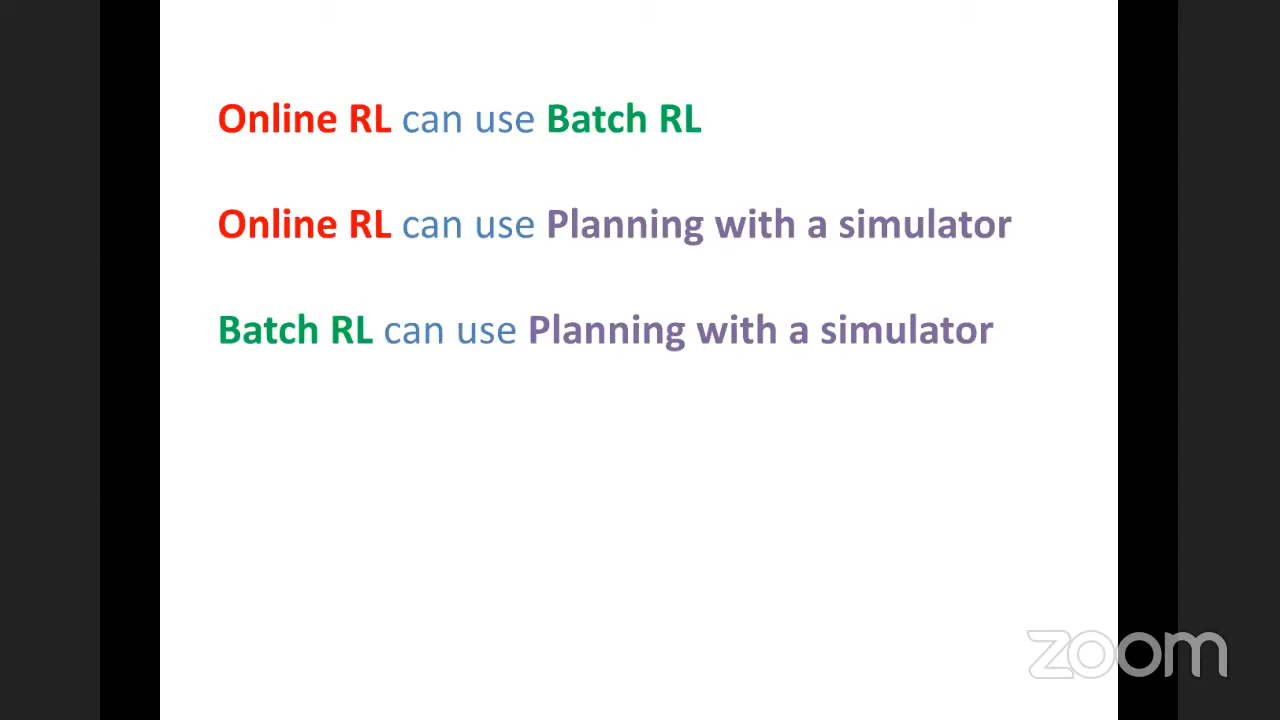 Online RL can use Batch RL
Online RL can use Planning with a simulator
Batch RL can use Planning with a simulator
zoom